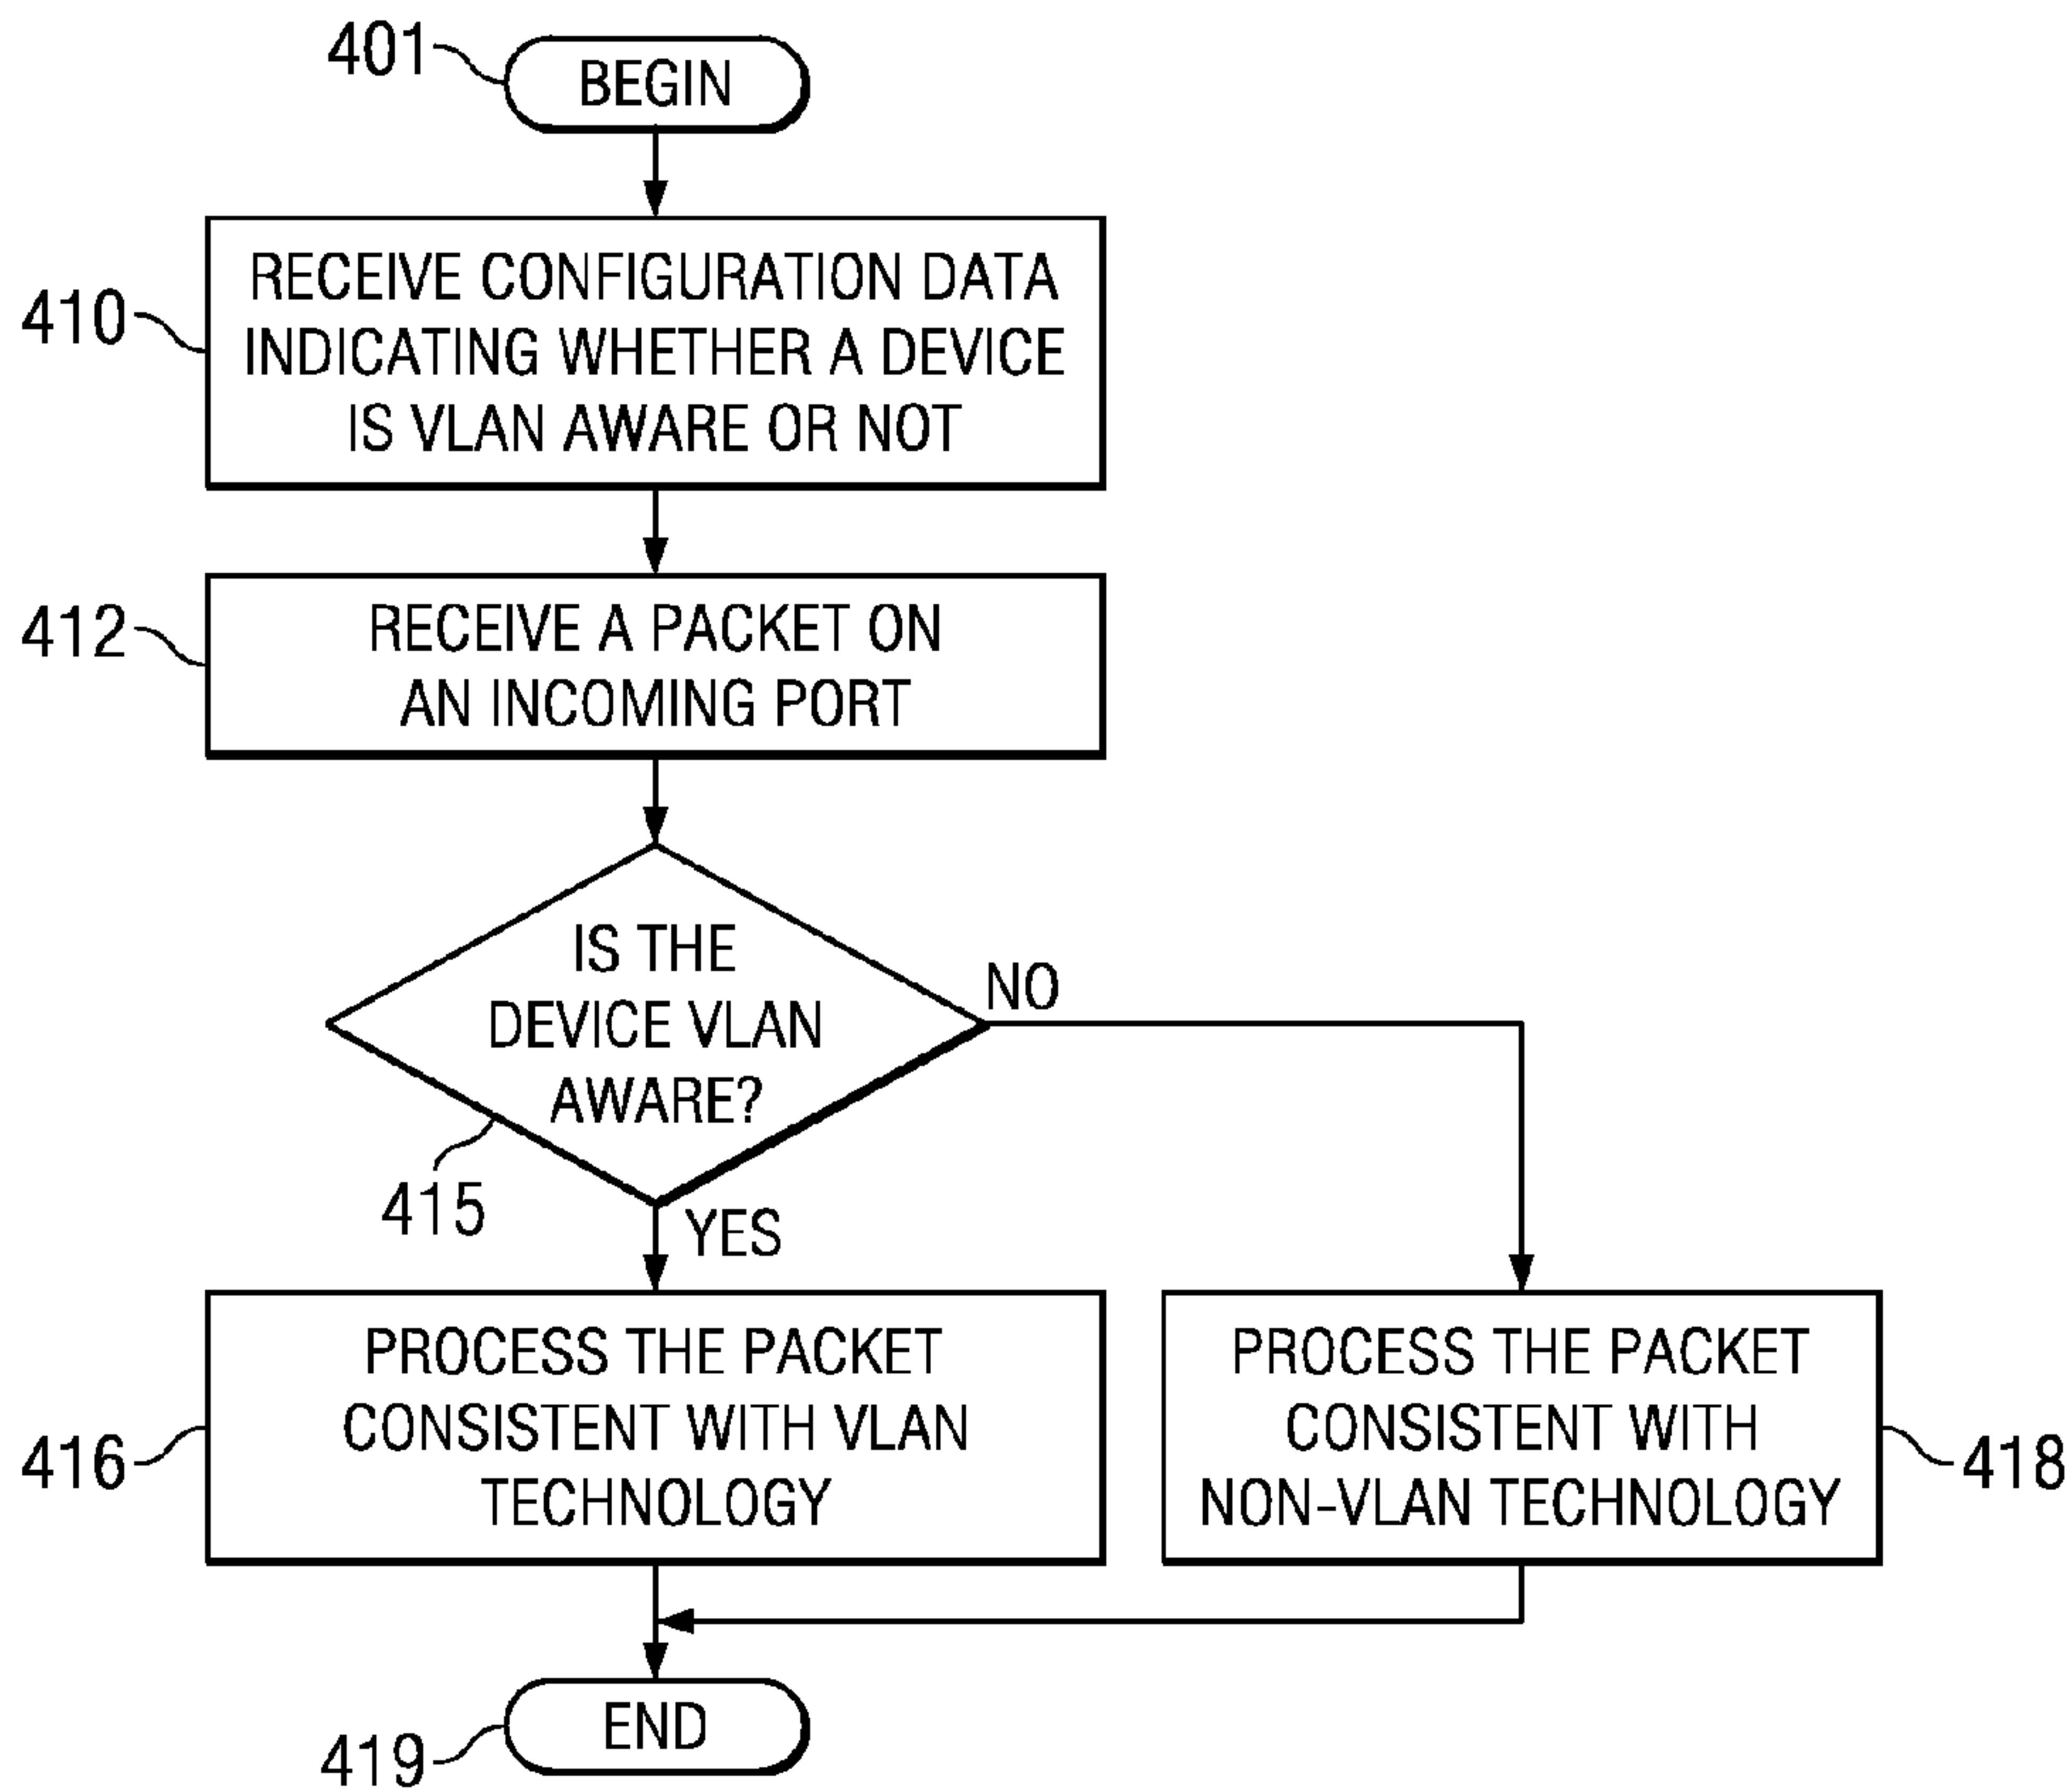 401
BEGIN
410
RECEIVE CONFIGURATION DATA
INDICATING WHETHER A DEVICE
IS VLAN AWARE OR NOT
412
RECEIVE A PACKET ON
AN INCOMING PORT
IS THE
DEVICE VLAN
AWARE?
NO
415
YES
416
PROCESS THE PACKET
CONSISTENT WITH VLAN
TECHNOLOGY
PROCESS THE PACKET
CONSISTENT WITH
NON-VLAN TECHNOLOGY
418
END
419